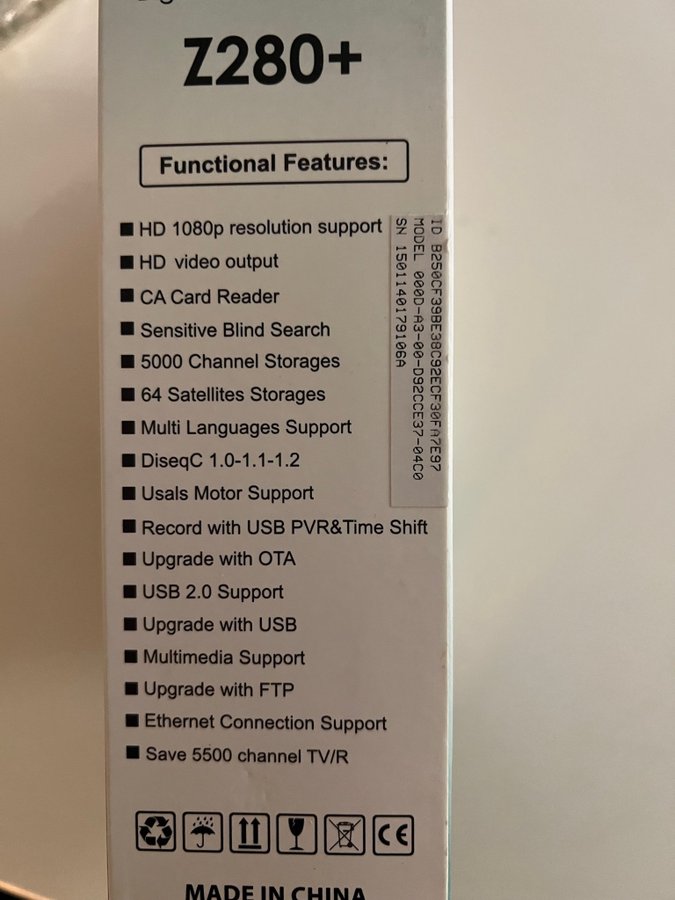 Z280+
Functional Features:
HD 1080p resolution support
HD video output
CA Card Reader
Sensitive Blind Search
5000 Channel Storages
64 Satellites Storages
Multi Languages Support
DiseqC 1.0-1.1-1.2
Usals Motor Support
Record with USB PVR&Time Shift
Upgrade with OTA
USB 2.0 Support
Upgrade with USB
Multimedia Support
Upgrade with FTP
Ethernet Connection Support
Save 5500 channel TV/R
ID B250CF39BE38C92ECF30FA7E97
MODEL 000D-A3-00-D92CCE37-04C0
SN 1501140179106A
CE
MADE IN CHINA